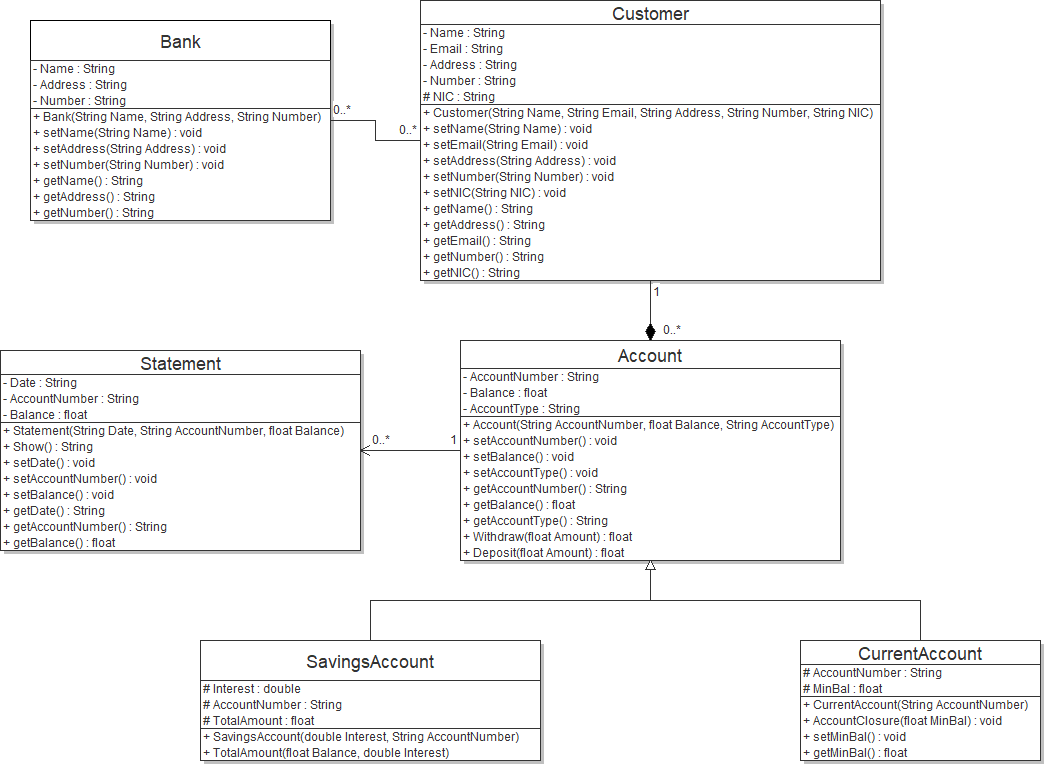 Bank
- Name : String
- Address : String
- Number : String
+ Bank(String Name, String Address, String Number)
+ setName(String Name) : void
+ setAddress(String Address) : void
+ setNumber(String Number) : void
+ getName() : String
+ getAddress() : String
+ getNumber() : String
0..*
0..*
Customer
- Name : String
- Email : String
- Address : String
- Number : String
# NIC : String
+ Customer(String Name, String Email, String Address, String Number, String NIC)
+ setName(String Name) : void
+ setEmail(String Email) : void
+ setAddress(String Address) : void
+ setNumber(String Number) : void
+ setNIC(String NIC) : void
+ getName() : String
+ getAddress() : String
+ getEmail() : String
+ getNumber() : String
+ getNIC() : String
1
0..*
Statement
- Date : String
- AccountNumber : String
- Balance : float
+ Statement(String Date, String AccountNumber, float Balance)
+ Show() : String
+ setDate() : void
+ setAccountNumber() : void
+ setBalance() : void
+ getDate() : String
+ getAccountNumber() : String
+ getBalance() : float
0..*
1
Account
- AccountNumber : String
- Balance : float
- AccountType : String
+ Account(String AccountNumber, float Balance, String AccountType)
+ setAccountNumber() : void
+ setBalance() : void
+ setAccountType() : void
+ getAccountNumber() : String
+ getBalance() : float
+ getAccountType() : String
+ Withdraw(float Amount) : float
+ Deposit(float Amount) : float
SavingsAccount
# Interest : double
# AccountNumber : String
# TotalAmount : float
+ SavingsAccount(double Interest, String AccountNumber)
+ TotalAmount(float Balance, double Interest)
CurrentAccount
# AccountNumber : String
# MinBal : float
+ CurrentAccount(String AccountNumber)
+ AccountClosure(float MinBal) : void
+ setMinBal() : void
+ getMinBal() : float